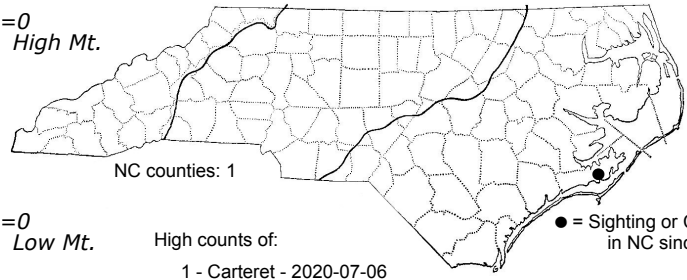 =0
High Mt.
NC counties: 1
=0
Low Mt.
High counts of:
1 - Carteret - 2020-07-06
● = Sighting or
in NC